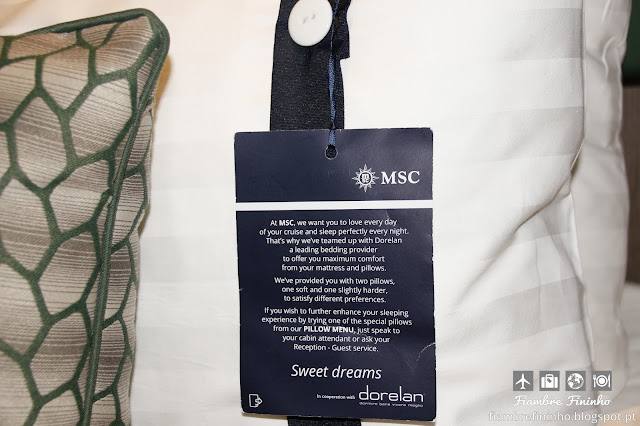 MSC
At MSC, we want you to love every day
of your cruise and sleep perfectly every night.
That's why we've teamed up with Dorelan
a leading bedding provider
to offer you maximum comfort
from your mattress and pillows.
We've provided you with two pillows,
one soft and one slightly harder,
to satisfy different preferences.
If you wish to further enhance your sleeping
experience by trying one of the special pillows
from our PILLOW MENU, just speak to
your cabin attendant or ask your
Reception - Guest service.
Sweet dreams
In cooperation with dorelan
dormire bene vivere meglio
Fiambre Fininho
fiambrefininho.blogspot.pt